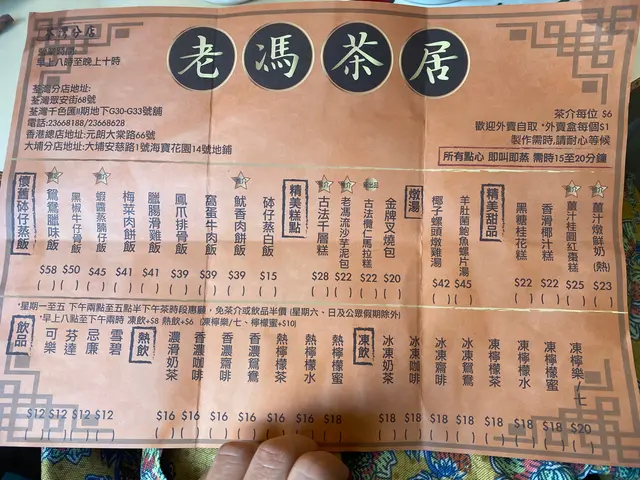 荃灣分店
營業時間:
早上八時至晚上十時
老馮茶居
荃灣分店地址:
荃灣眾安街68號
荃灣千色匯II期地下G30-G33號舖
電話:23668188/23668628
香港總店地址:元朗大棠路66號
大埔分店地址:大埔安慈路1號海寶花園14號地舖
茶介每位 $6
歡迎外賣自取 *外賣盒每個$1
製作需時,請耐心等候
所有點心 即叫即蒸 需時15至20分鐘
懷舊砵仔蒸飯
鴛鴦臘味飯 $58 ( )
黑椒牛仔骨飯 $50 ( )
蝦醬蒸腩仔飯 $45 ( )
梅菜肉餅飯 $41 ( )
臘腸滑雞飯 $41 ( )
鳳爪排骨飯 $39 ( )
窩蛋牛肉飯 $39 ( )
魷香肉餅飯 $39 ( )
砵仔蒸白飯 $15 ( )
精美糕點
古法千層糕 $28 ( )
老馮流沙芋泥包 $22 ( )
古法欖仁馬拉糕 $22 ( )
金牌叉燒包 $20 ( )
燉湯
椰子螺頭燉雞湯 $42 ( )
羊肚菌鮑魚螺片湯 $45 ( )
精美甜品
黑糖桂花糕 $22 ( )
香滑椰汁糕 $22 ( )
薑汁桂圓紅棗糕 $25 ( )
薑汁燉鮮奶(熱) $23 ( )
*星期一至五 下午兩點至五點半下午茶時段惠顧, 免茶介或飲品半價 (星期六、日及公眾假期除外)
*早上八點至下午兩時 凍飲+$8 熱飲+$6 (凍檸樂/七、檸檬蜜+$10)
飲品
可樂 $12 ( )
芬達 $12 ( )
忌廉 $12 ( )
雪碧 $12 ( )
熱飲
濃滑奶茶 $16 ( )
香濃咖啡 $16 ( )
香濃齋啡 $16 ( )
香濃鴛鴦 $16 ( )
熱檸檬茶 $16 ( )
熱檸檬水 $16 ( )
熱檸檬蜜 $18 ( )
凍飲
冰凍奶茶 $18 ( )
冰凍咖啡 $18 ( )
冰凍齋啡 $18 ( )
冰凍鴛鴦 $18 ( )
凍檸檬茶 $18 ( )
凍檸檬水 $18 ( )
凍檸檬蜜 $18 ( )
凍檸樂/七 $20 ( )